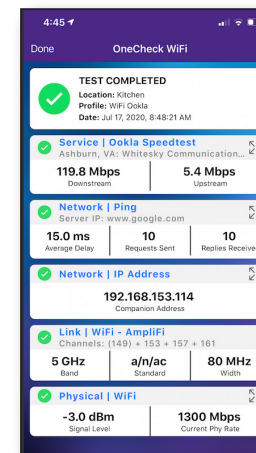 4:45
Done
OneCheck WiFi
TEST COMPLETED
Location: Kitchen
Profile: WiFi Ookla
Date: Jul 17, 2020, 8:48:21 AM
Service | Ookla Speedtest
Ashburn, VA: Whitesky Communication...
119.8 Mbps
5.4 Mbps
Downstream
Upstream
Network | Ping
Server IP: www.google.com
15.0 ms
10
10
Average Delay
Requests Sent
Replies Receive
Network | IP Address
192.168.153.114
Companion Address
Link | WiFi - AmpliFi
Channels: (149) + 153 + 157 + 161
5 GHz
a/n/ac
80 MHz
Band
Standard
Width
Physical | WiFi
-3.0 dBm
1300 Mbps
Signal Level
Current Phy Rate